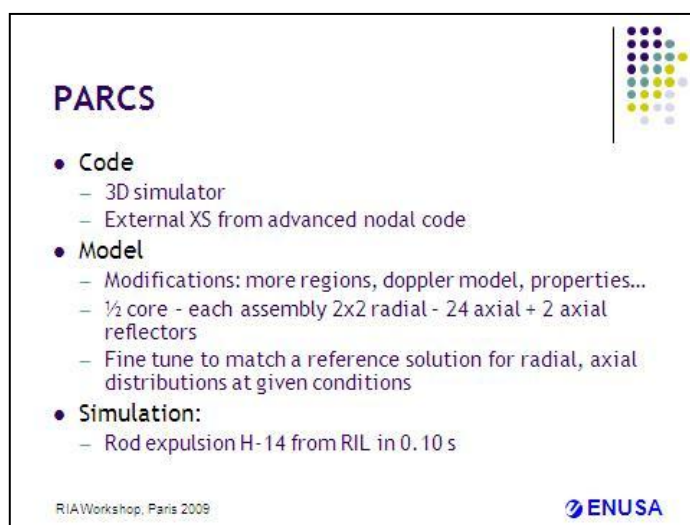 PARCS
● Code
– 3D simulator
– External XS from advanced nodal code
● Model
– Modifications: more regions, doppler model, properties…
– ½ core - each assembly 2x2 radial - 24 axial + 2 axial
reflectors
– Fine tune to match a reference solution for radial, axial
distributions at given conditions
● Simulation:
– Rod expulsion H-14 from RIL in 0.10 s
RIA Workshop, Paris 2009
ENUSA